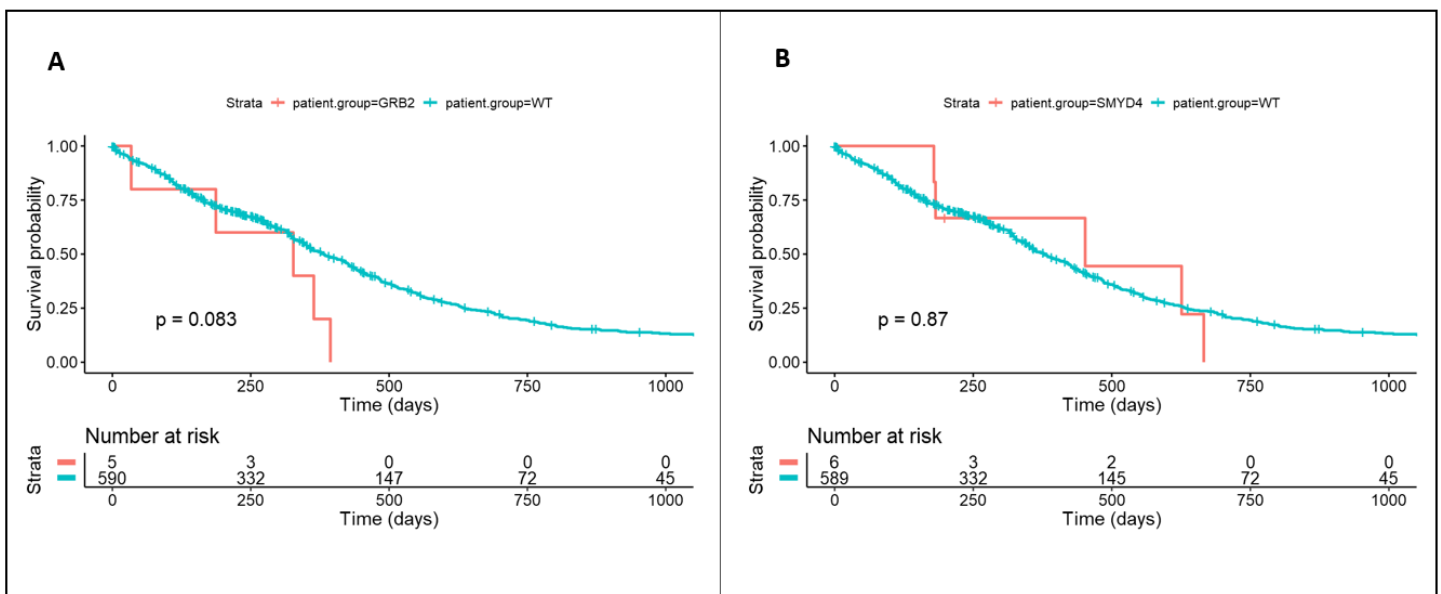 A
Strata patient.group=GRB2 patient.group=WT
1.00
0.75
0.50
0.25
0.00
Survival probability
p = 0.083
0 250 500 750 1000
Time (days)
Number at risk
Strata
5 3 0 0 0
590 332 147 72 45
0 250 500 750 1000
Time (days)
B
Strata patient.group=SMYD4 patient.group=WT
1.00
0.75
0.50
0.25
0.00
Survival probability
p = 0.87
0 250 500 750 1000
Time (days)
Number at risk
Strata
6 3 2 0 0
589 332 145 72 45
0 250 500 750 1000
Time (days)